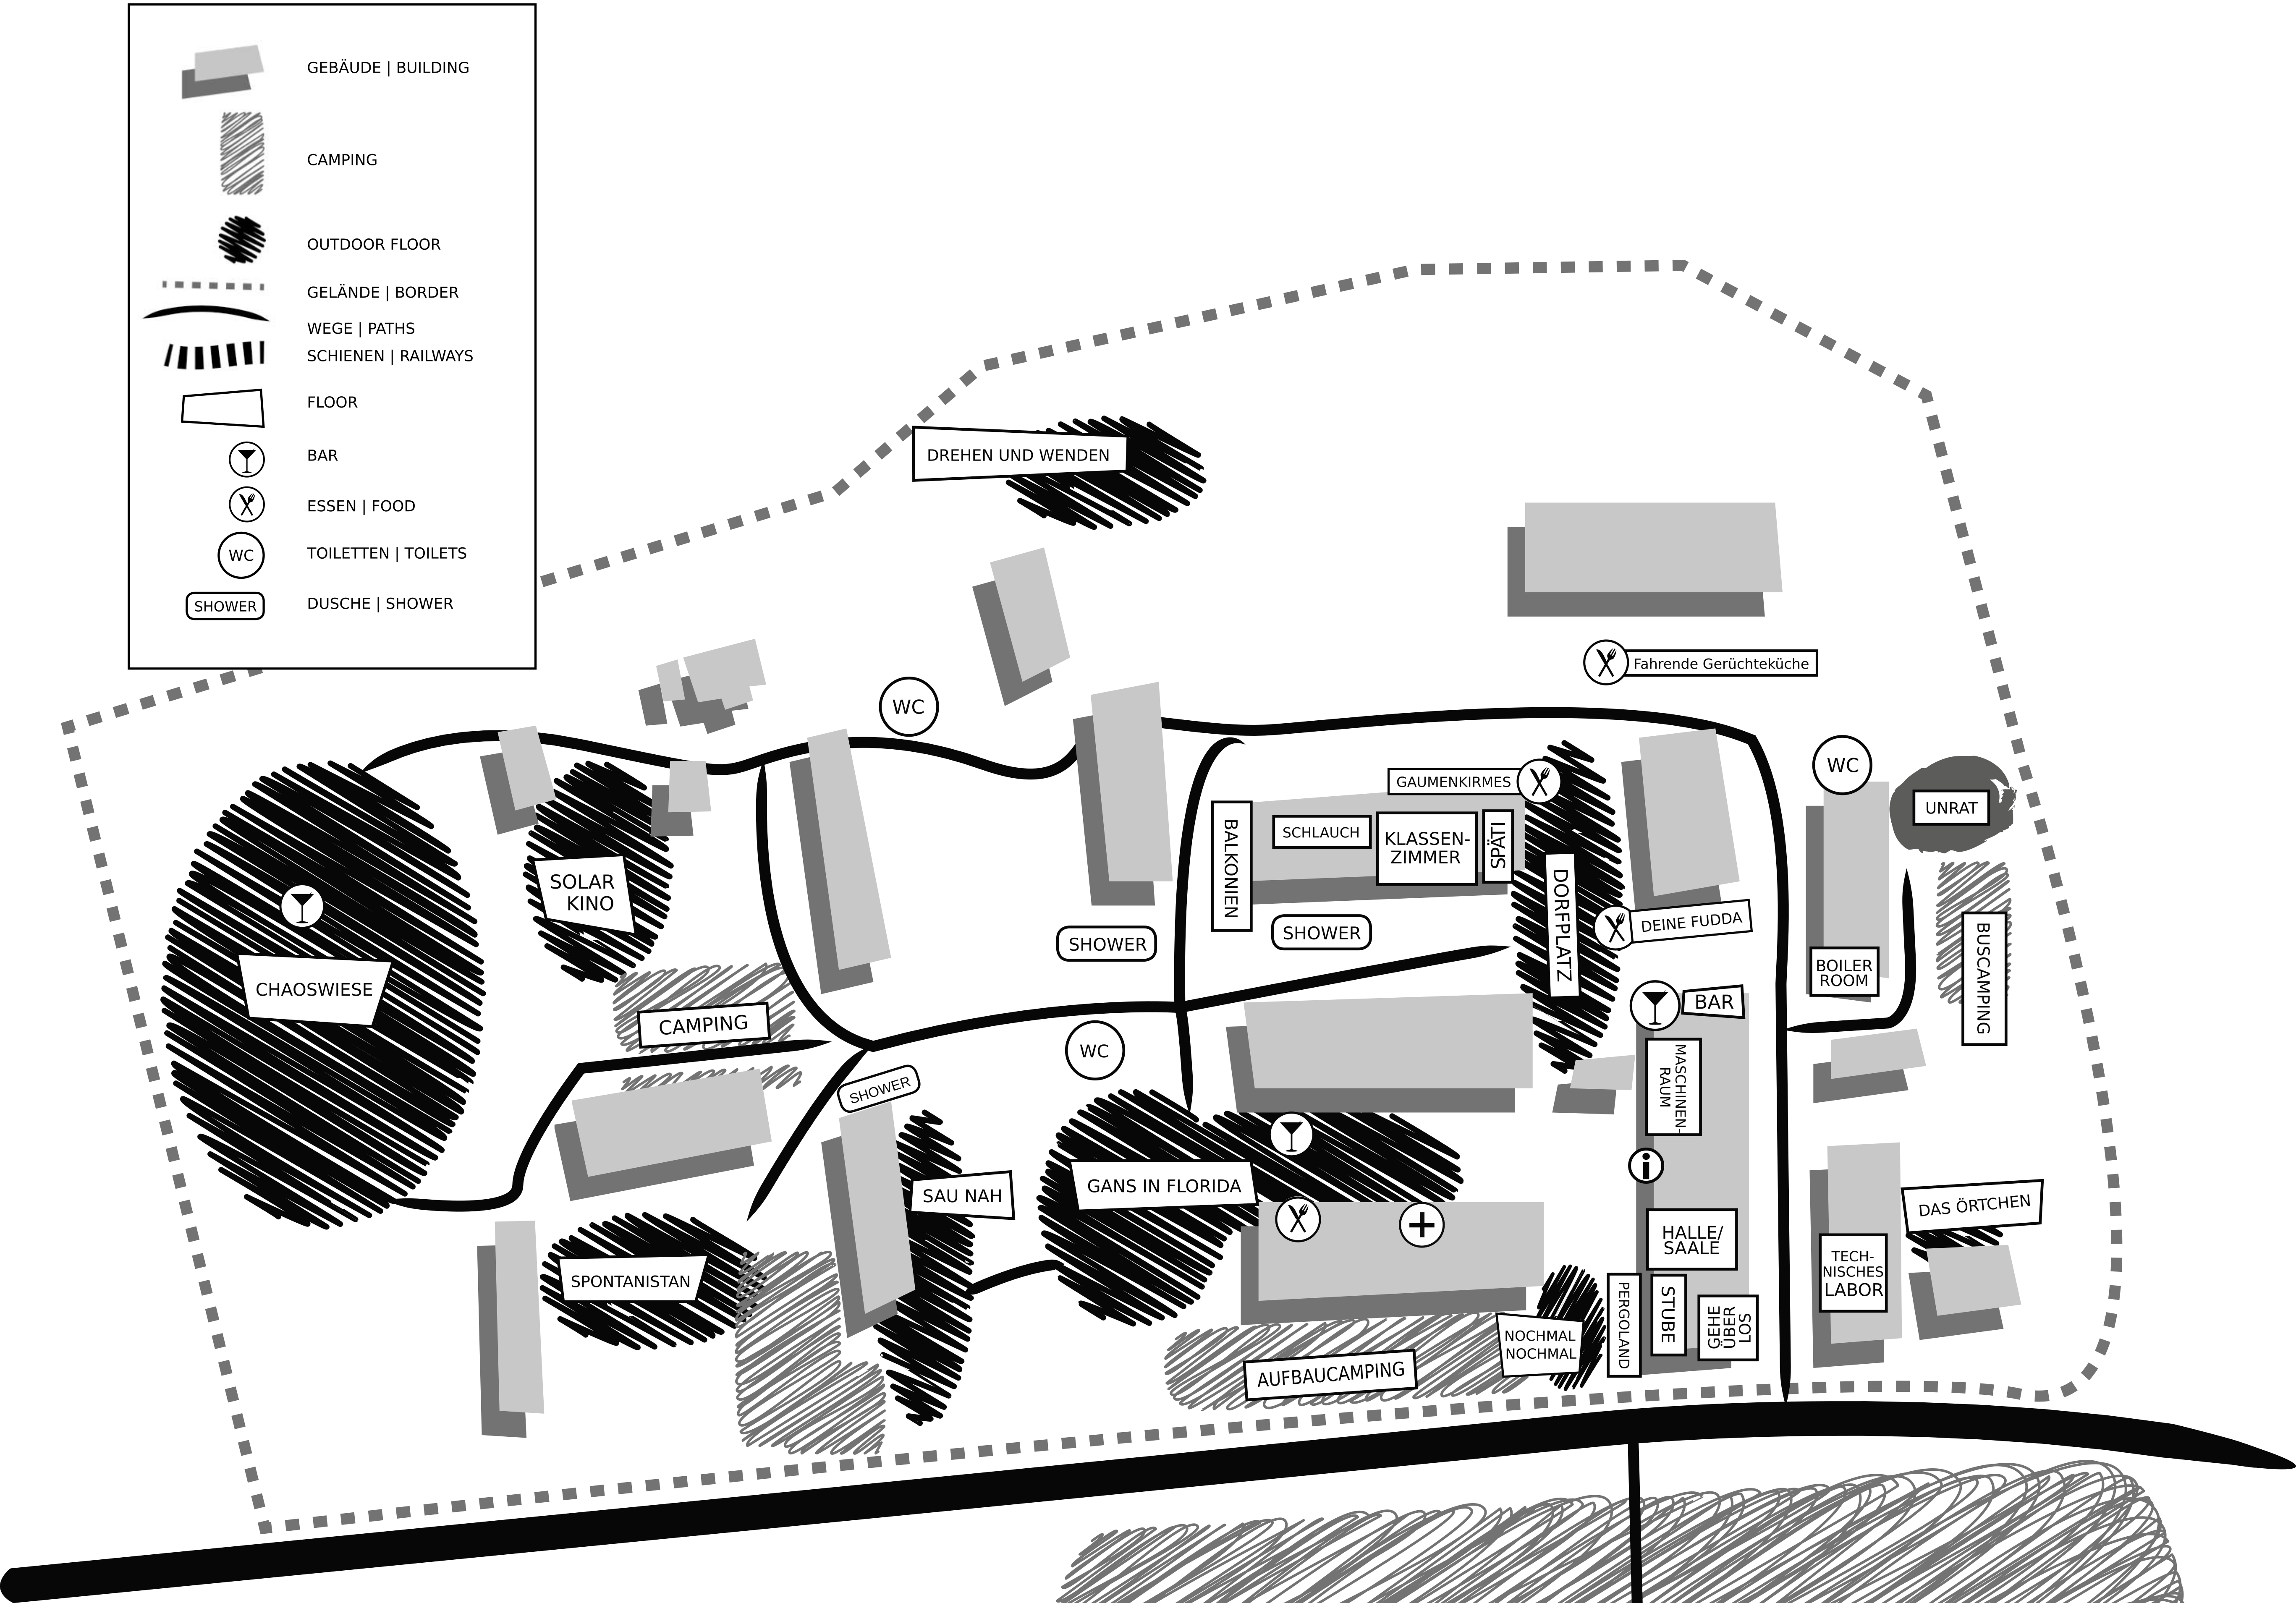 GEBÄUDE | BUILDING
CAMPING
OUTDOOR FLOOR
GELÄNDE | BORDER
WEGE | PATHS
SCHIENEN | RAILWAYS
FLOOR
BAR
ESSEN | FOOD
WC
TOILETTEN | TOILETS
SHOWER
DUSCHE | SHOWER
DREHEN UND WENDEN
Fahrende Gerüchteküche
WC
WC
GAUMENKIRMES
UNRAT
SCHLAUCH
KLASSEN-
ZIMMER
SPÄTI
BALKONIEN
SOLAR
KINO
DORFPLATZ
DEINE FUDDA
SHOWER
SHOWER
BOILER
ROOM
BUSCAMPING
CHAOSWIESE
CAMPING
BAR
WC
MASCHINEN-
RAUM
SHOWER
GANS IN FLORIDA
SAU NAH
DAS ÖRTCHEN
HALLE/
SAALE
TECH-
NISCHES
LABOR
SPONTANISTAN
PERGOLAND
STUBE
GEHE
ÜBER
LOS
NOCHMAL
NOCHMAL
AUFBAUCAMPING